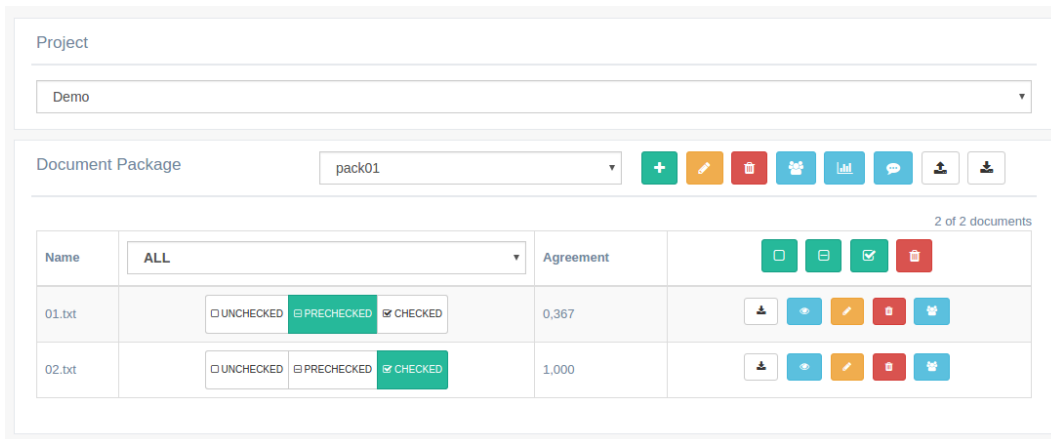 Project
Demo
Document Package pack01
2 of 2 documents
Name ALL Agreement
01.txt UNCHECKED PRECHECKED CHECKED 0,367
02.txt UNCHECKED PRECHECKED CHECKED 1,000